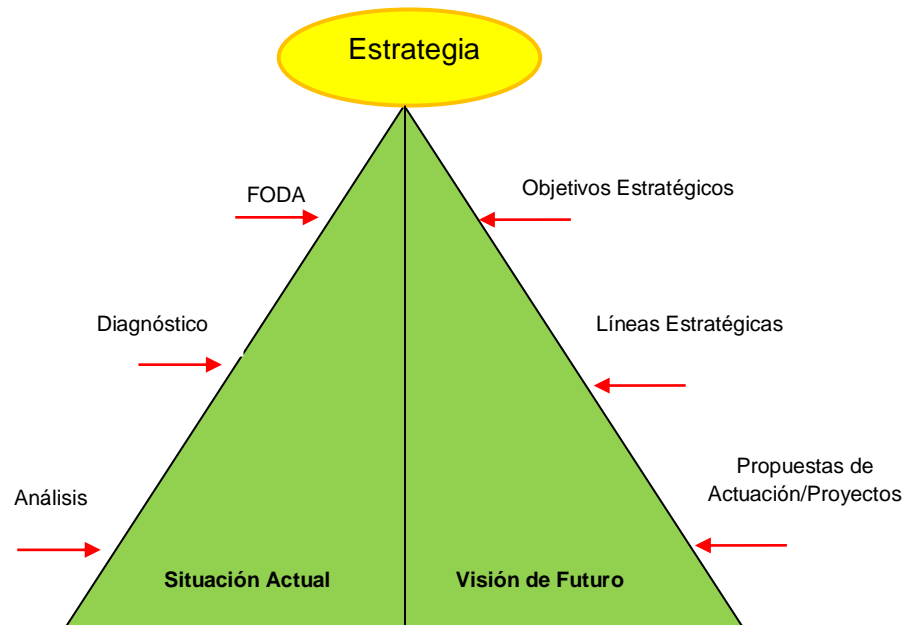 Estrategia
FODA
Objetivos Estratégicos
Diagnóstico
Líneas Estratégicas
Análisis
Propuestas de
Actuación/Proyectos
Situación Actual
Visión de Futuro